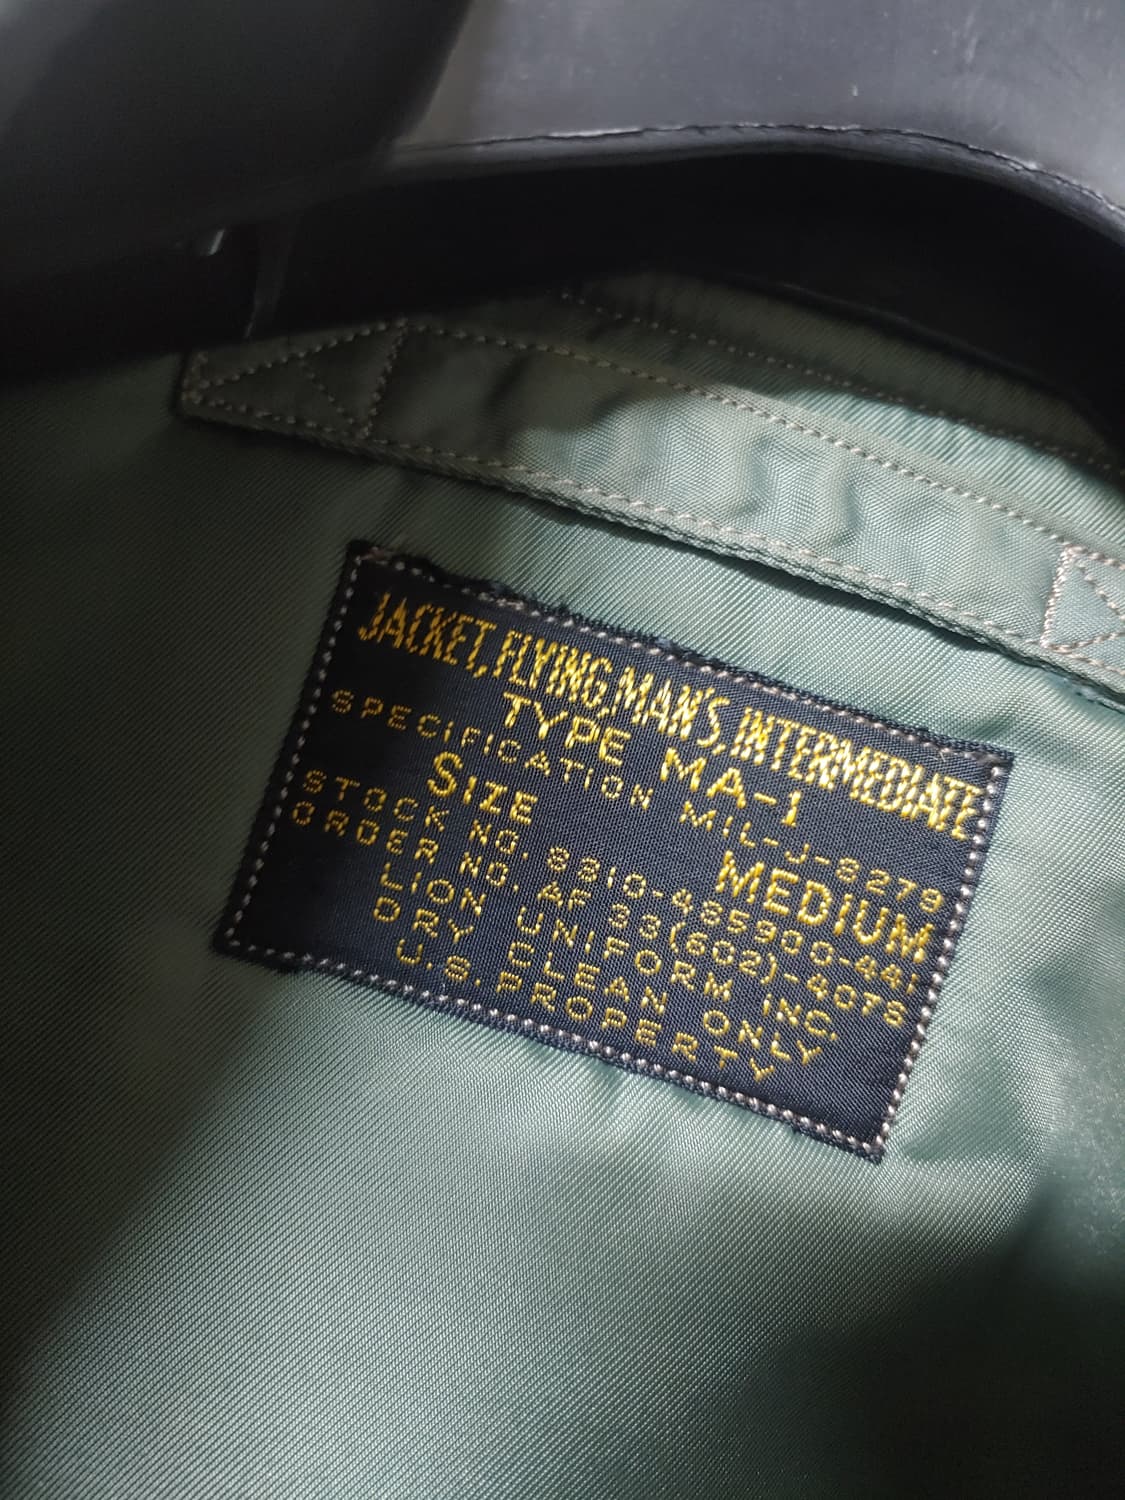 JACKET, FLYING, MAN'S, INTERMEDIATE
TYPE MA-1
SPECIFICATION MIL-J-8279
SIZE MEDIUM
STOCK NO. 8310-485900-441
ORDER NO. AF 33(602)-4078
LION UNIFORM INC.
DRY CLEAN ONLY
U.S. PROPERTY